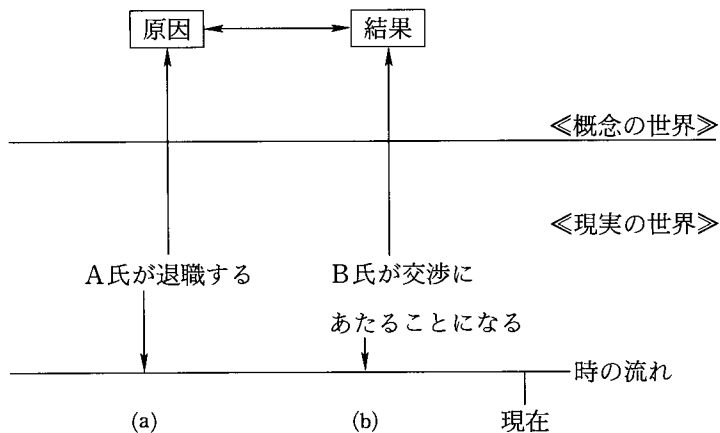 原因
結果
≪概念の世界≫
≪現実の世界≫
A氏が退職する
B氏が交渉に
あたることになる
時の流れ
(a)
(b)
現在